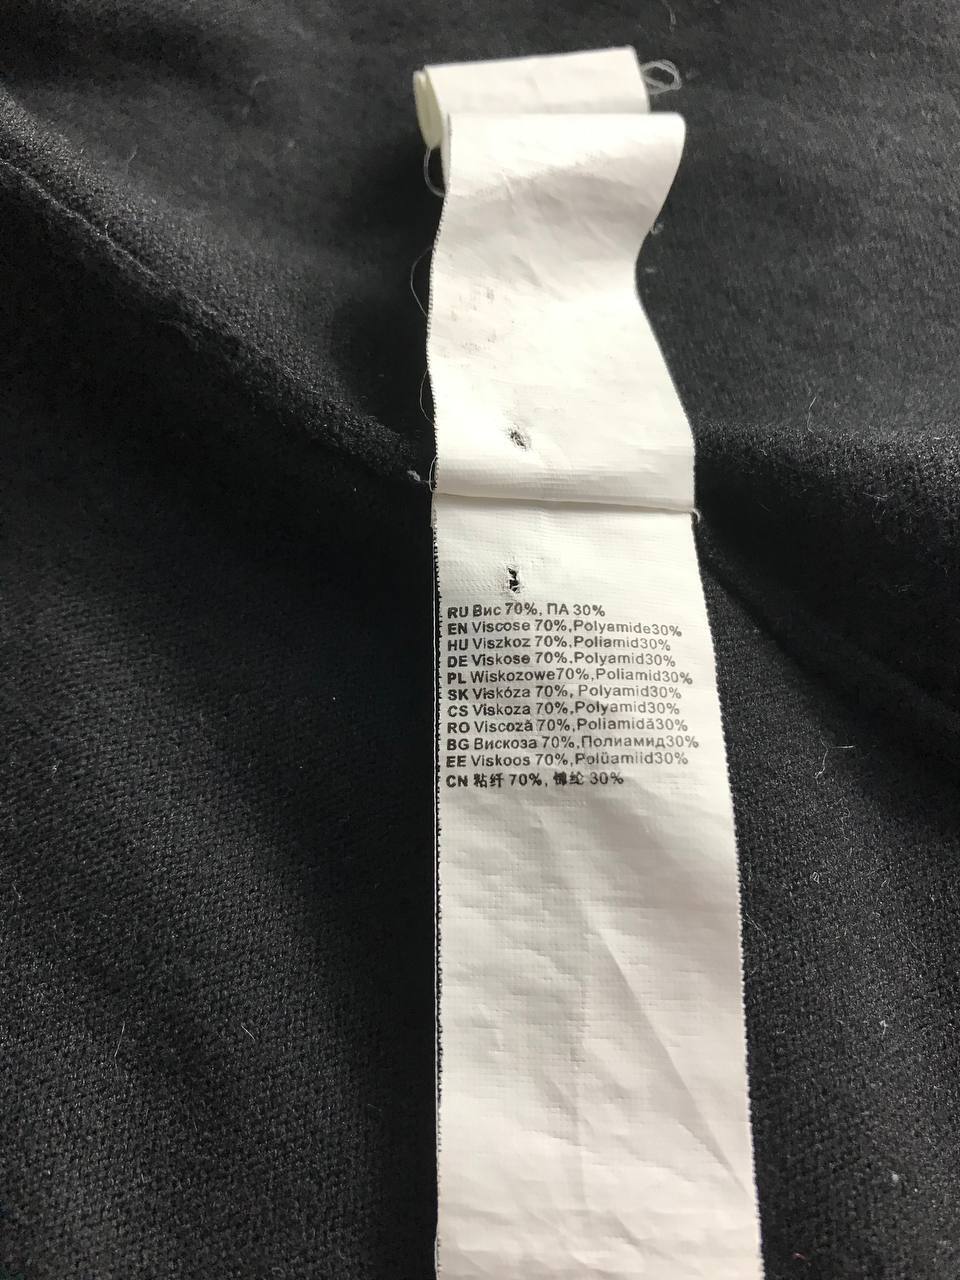 RU Вис 70%, ПА 30%
EN Viscose 70%,Polyamide30%
HU Viszkoz 70%,Poliamid30%
DE Viskose 70%,Polyamid30%
PL Wiskozowe70%,Poliamid30%
SK Viskóza 70%, Polyamid30%
CS Viskoza 70%,Polyamid30%
RO Viscoză 70%,Poliamidă30%
BG Вискоза 70%,Полиамид30%
EE Viskoos 70%,Polüamiid30%
CN 粘纤 70%, 锦纶 30%